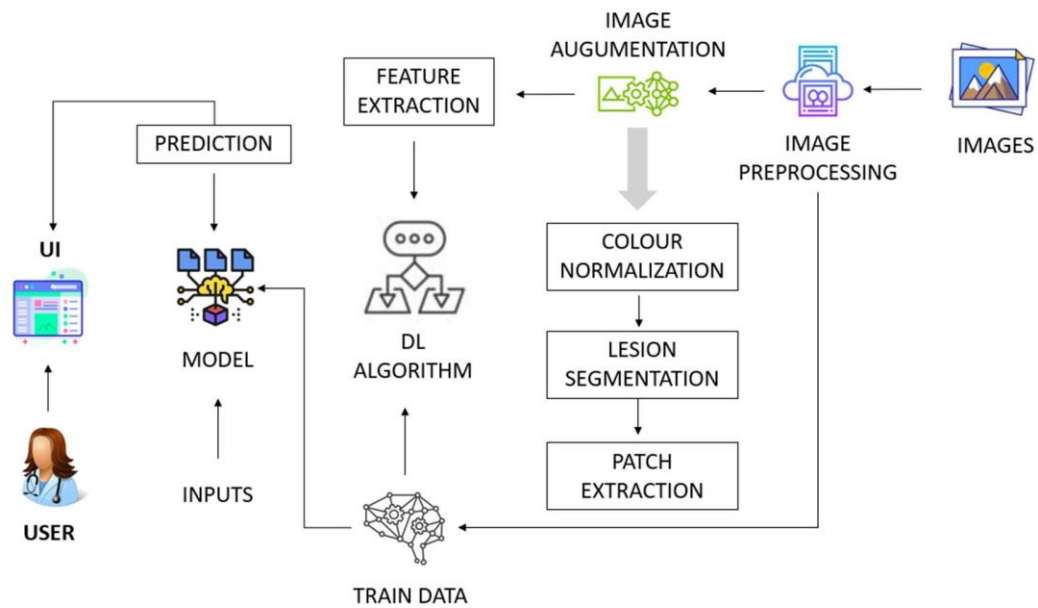 IMAGE
AUGUMENTATION
FEATURE
EXTRACTION
PREDICTION
IMAGE
PREPROCESSING
IMAGES
UI
COLOUR
NORMALIZATION
MODEL
DL
ALGORITHM
LESION
SEGMENTATION
INPUTS
PATCH
EXTRACTION
USER
TRAIN DATA